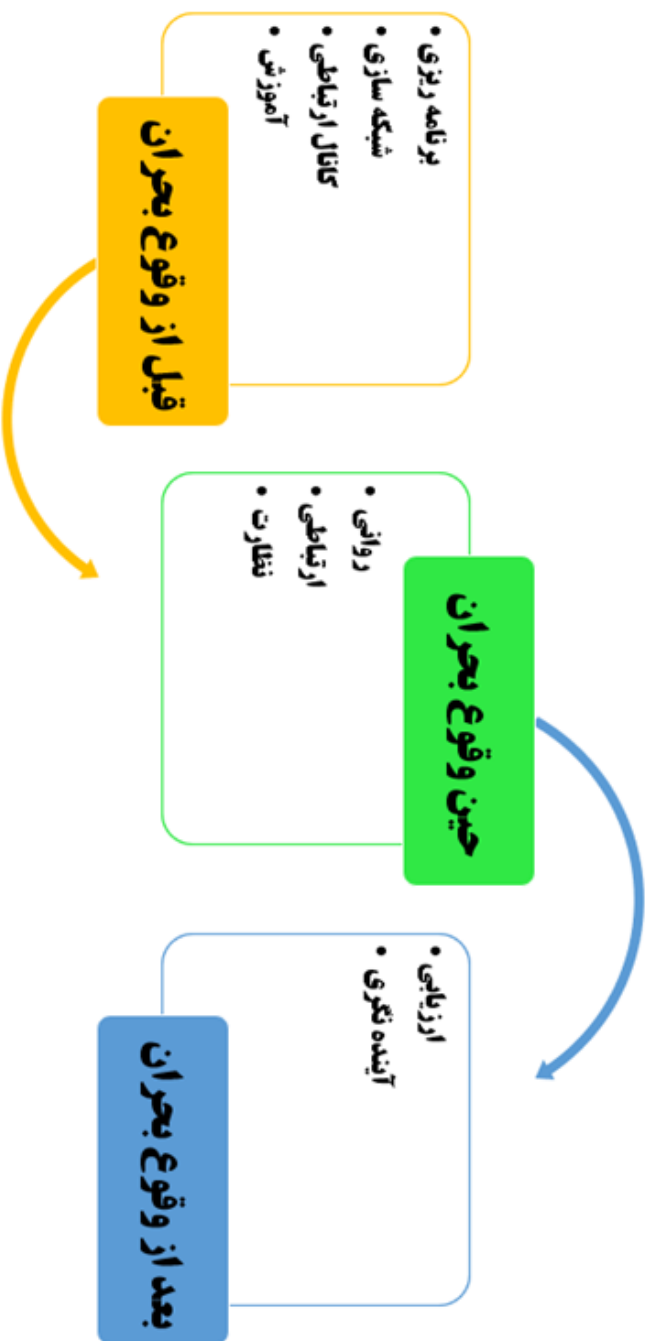 برنامه ریزی
شبکه سازی
کانال ارتباطی
آموزش
قبل از وقوع بحران
حین وقوع بحران
روانی
ارتباطی
نظارت
ارزیابی
آینده نگری
بعد از وقوع بحران